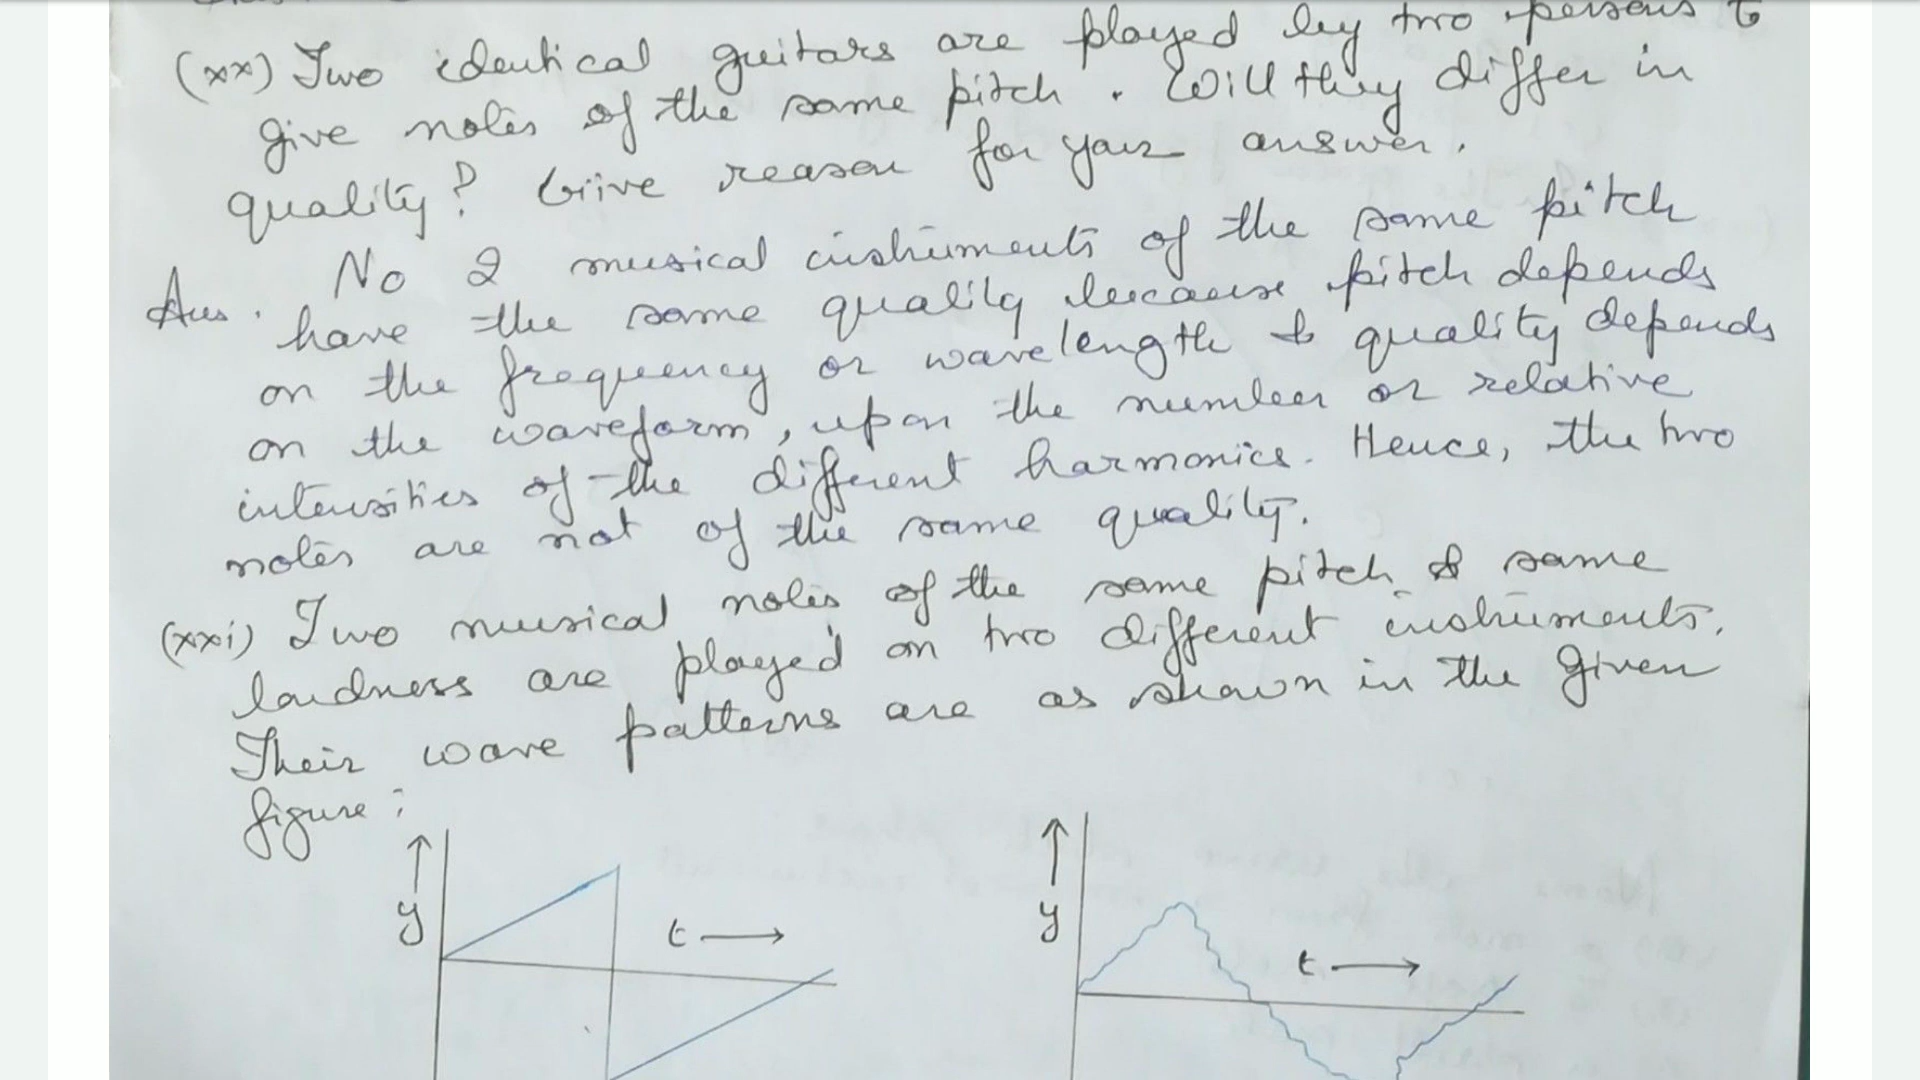 (xx) Two identical guitars are played by two persons to
give notes of the same pitch. Will they differ in
quality? Give reason for your answer.
Ans. No 2 musical instruments of the same pitch
have the same quality because pitch depends
on the frequency or wavelength & quality depends
on the waveform, upon the number or relative
intensities of the different harmonics. Hence, the two
notes are not of the same quality.
(xxi) Two musical notes of the same pitch & same
loudness are played on two different instruments.
Their wave patterns are as shown in the given
figure:
y t
y t